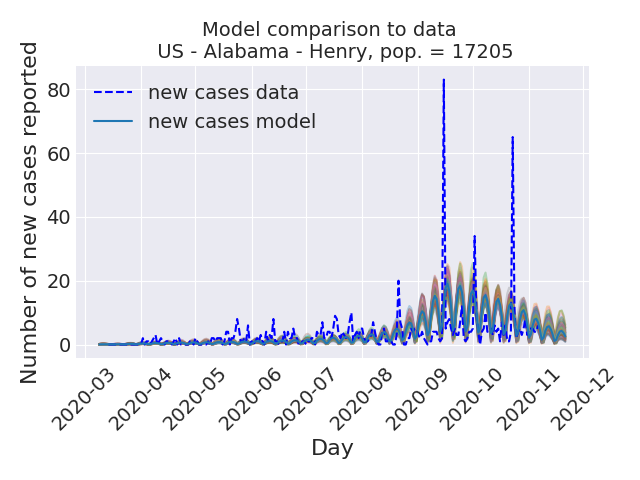 Model comparison to data
US - Alabama - Henry, pop. = 17205
Number of new cases reported
80
60
40
20
0
new cases data
new cases model
2020-03
2020-04
2020-05
2020-06
2020-07
2020-08
2020-09
2020-10
2020-11
2020-12
Day